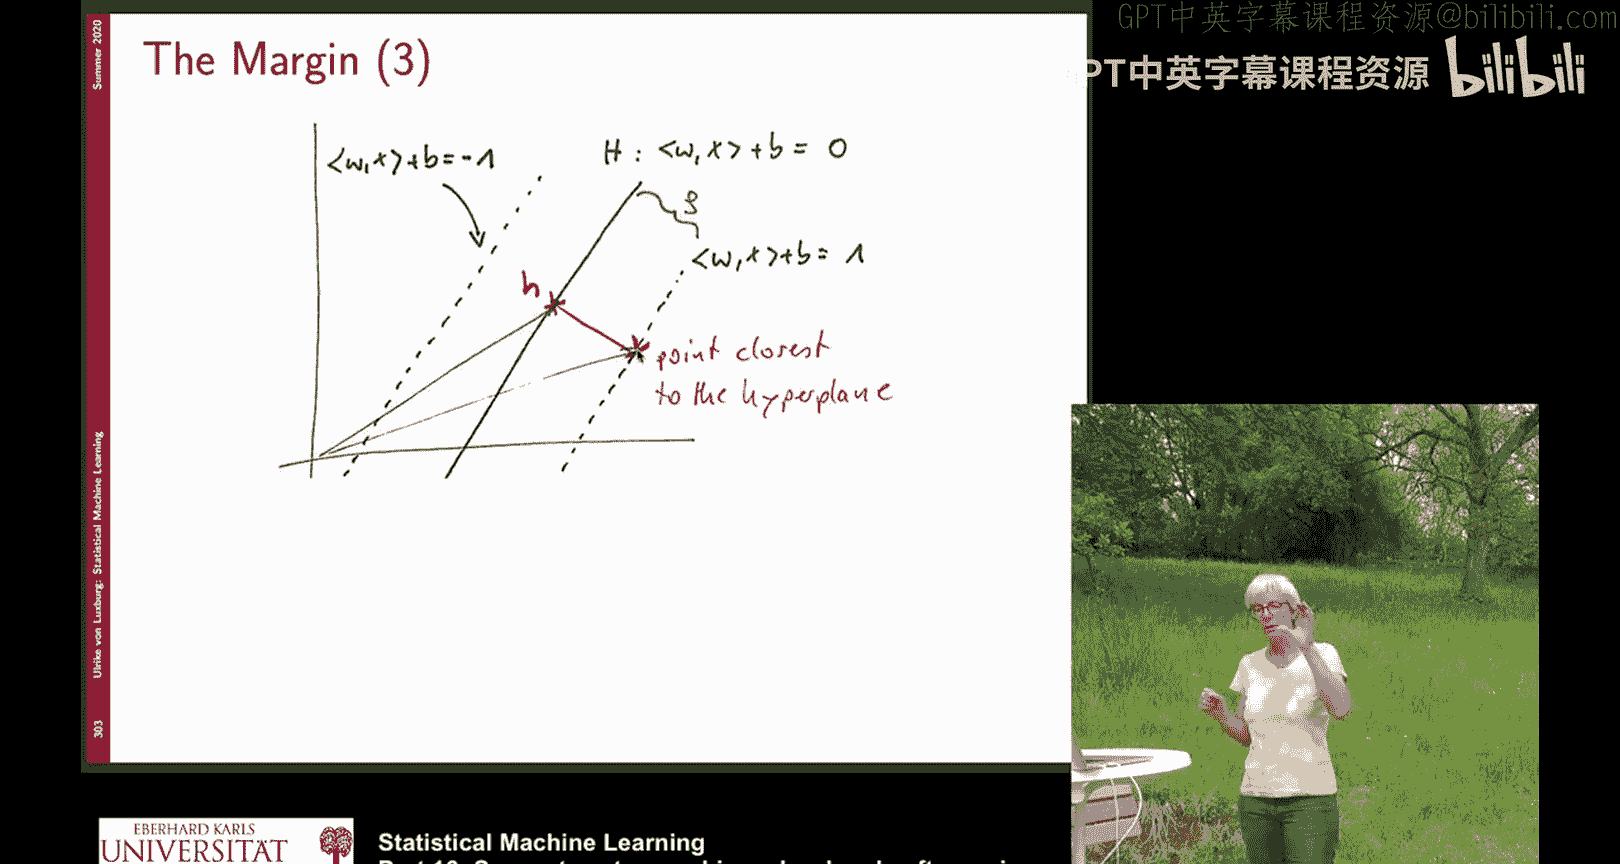 GPT中英字幕课程资源@bilibili.com
PT中英字幕课程资源 bilibili
Summer 2020
The Margin (3)
<w,x>+b=-1
H: <w,x>+b= 0
ρ
<w,x>+b= 1
h
point closest
to the hyperplane
Ulrike von Luxburg: Statistical Machine Learning
303
EBERHARD KARLS
UNIVERSITÄT
Statistical Machine Learning